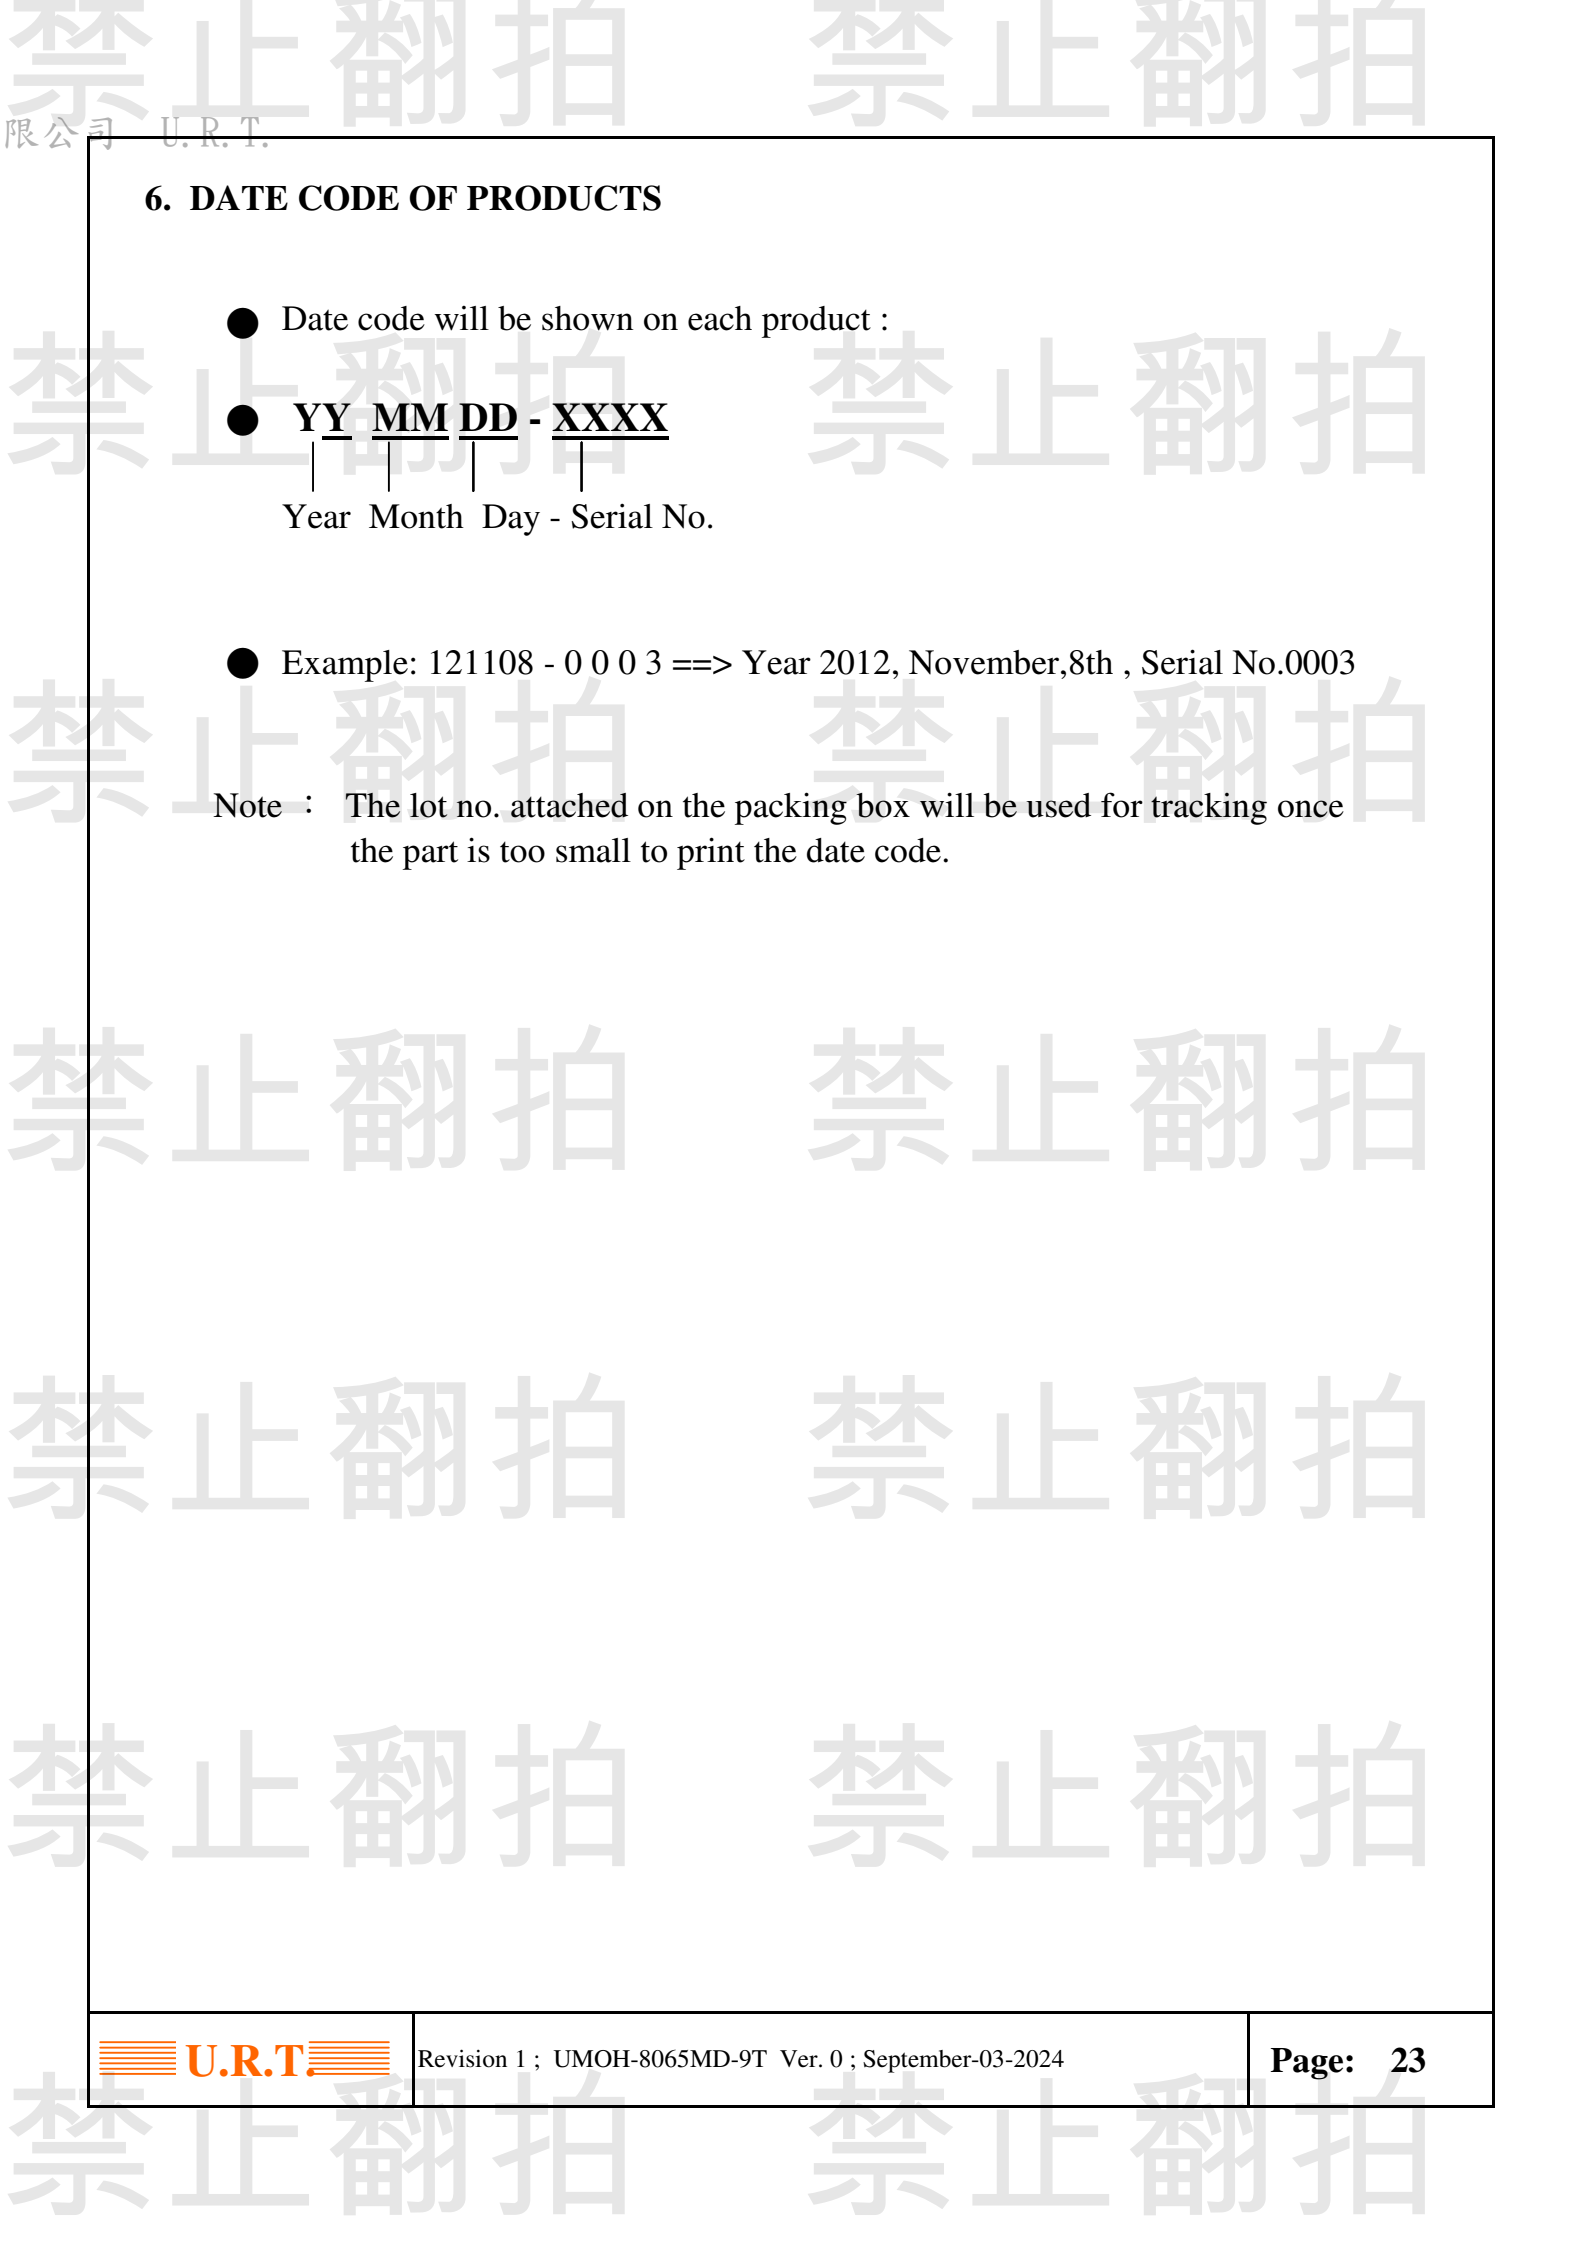 禁止翻拍 禁止翻拍
限公司 U.R.T.
6. DATE CODE OF PRODUCTS
● Date code will be shown on each product :
禁止翻拍 禁止翻拍
● YY MM DD - XXXX
Year Month Day - Serial No.
● Example: 121108 - 0 0 0 3 ==> Year 2012, November,8th , Serial No.0003
禁止翻拍 禁止翻拍
Note : The lot no. attached on the packing box will be used for tracking once
the part is too small to print the date code.
禁止翻拍 禁止翻拍
禁止翻拍 禁止翻拍
禁止翻拍 禁止翻拍
U.R.T. Revision 1 ; UMOH-8065MD-9T Ver. 0 ; September-03-2024 Page: 23
禁止翻拍 禁止翻拍